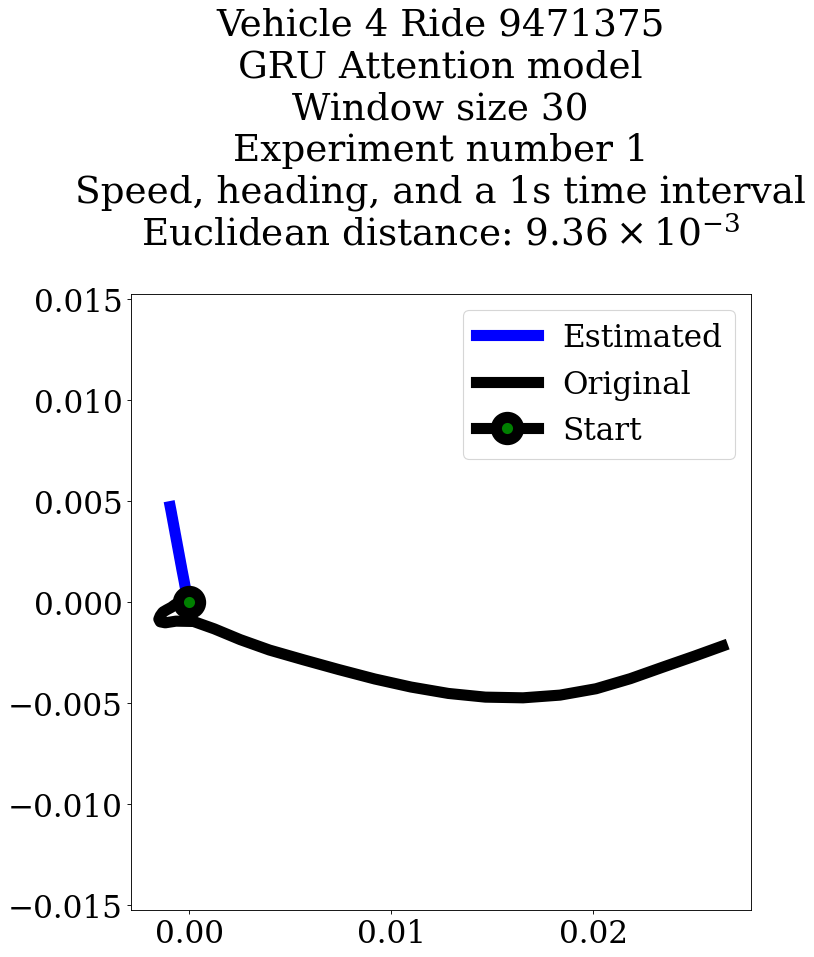 Vehicle 4 Ride 9471375
GRU Attention model
Window size 30
Experiment number 1
Speed, heading, and a 1s time interval
Euclidean distance: 9.36 × 10⁻³
0.015
Estimated
Original
0.010
Start
0.005
0.000
−0.005
−0.010
−0.015
0.00 0.01 0.02